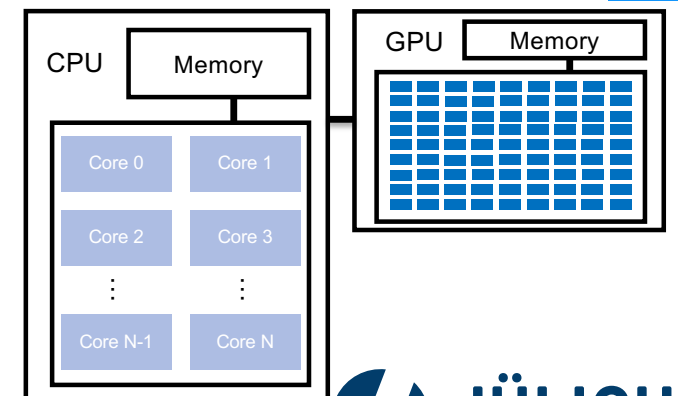 CPU
Memory
GPU
Memory
Core 0
Core 1
Core 2
Core 3
⋮
⋮
Core N-1
Core N